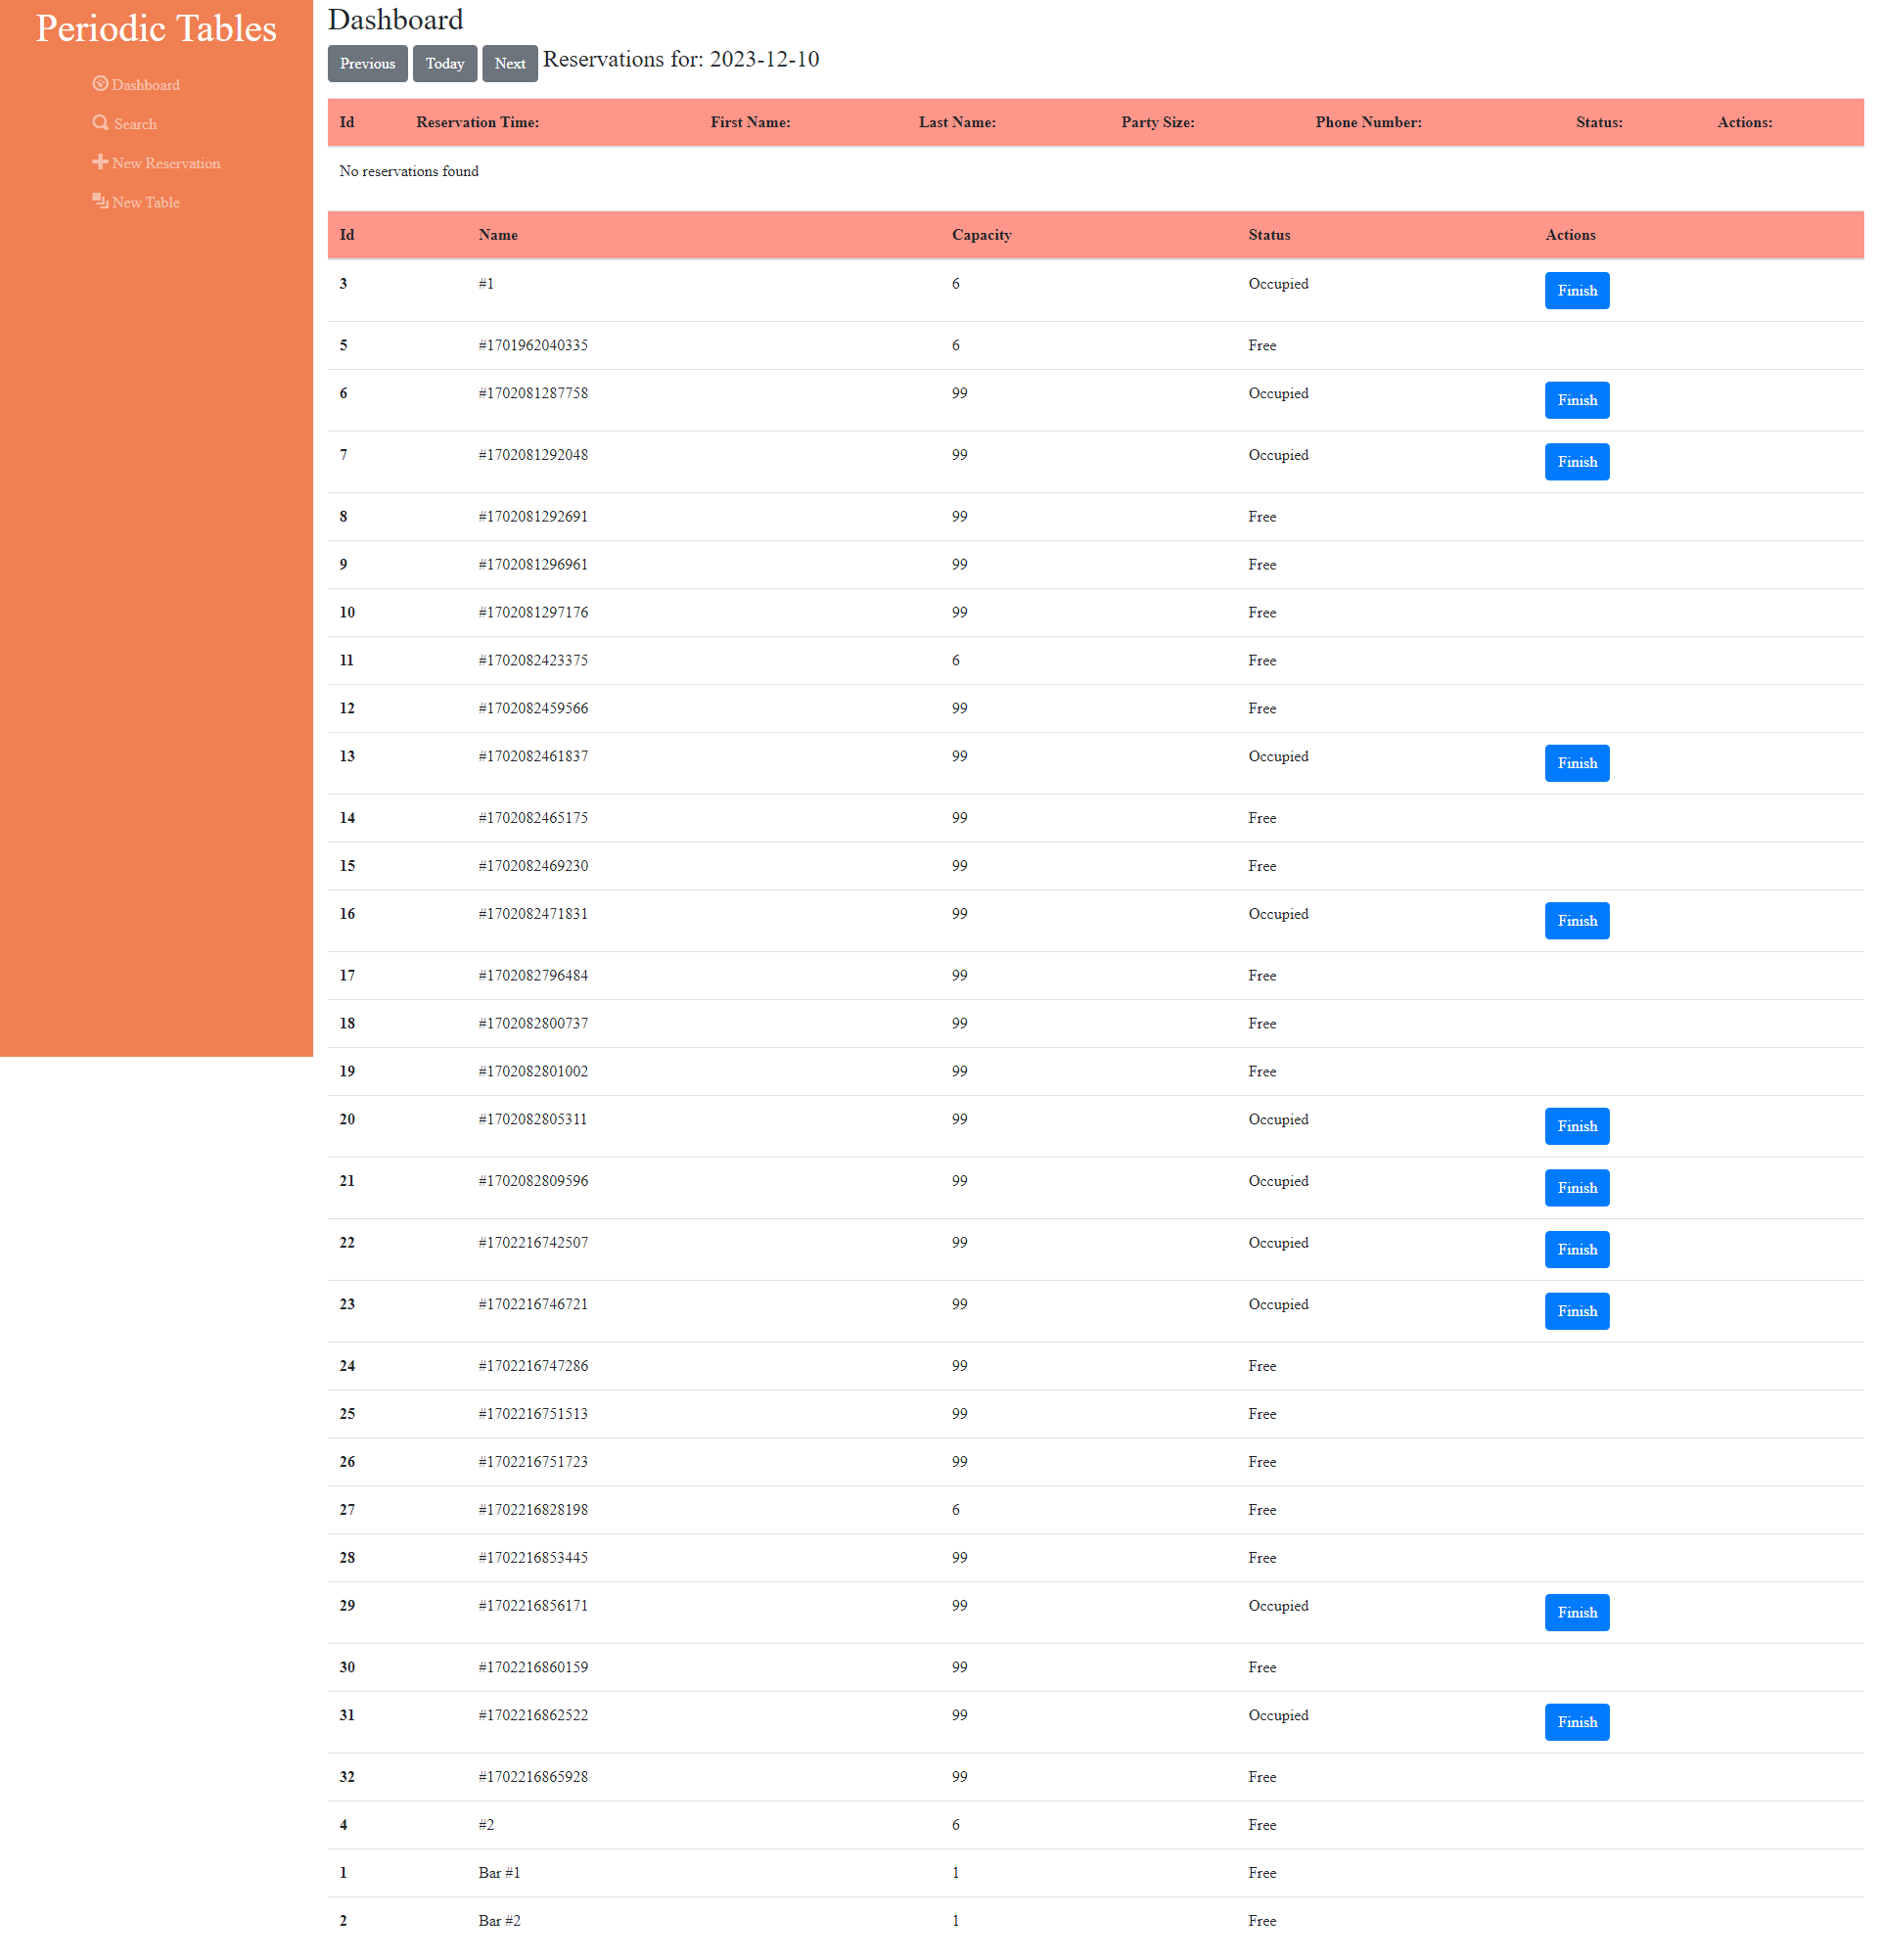 Periodic Tables
Dashboard
Search
New Reservation
New Table
Dashboard
Previous Today Next Reservations for: 2023-12-10
Id Reservation Time: First Name: Last Name: Party Size: Phone Number: Status: Actions:
No reservations found
Id Name Capacity Status Actions
3 #1 6 Occupied Finish
5 #1701962040335 6 Free
6 #1702081287758 99 Occupied Finish
7 #1702081292048 99 Occupied Finish
8 #1702081292691 99 Free
9 #1702081296961 99 Free
10 #1702081297176 99 Free
11 #1702082423375 6 Free
12 #1702082459566 99 Free
13 #1702082461837 99 Occupied Finish
14 #1702082465175 99 Free
15 #1702082469230 99 Free
16 #1702082471831 99 Occupied Finish
17 #1702082796484 99 Free
18 #1702082800737 99 Free
19 #1702082801002 99 Free
20 #1702082805311 99 Occupied Finish
21 #1702082809596 99 Occupied Finish
22 #1702216742507 99 Occupied Finish
23 #1702216746721 99 Occupied Finish
24 #1702216747286 99 Free
25 #1702216751513 99 Free
26 #1702216751723 99 Free
27 #1702216828198 6 Free
28 #1702216853445 99 Free
29 #1702216856171 99 Occupied Finish
30 #1702216860159 99 Free
31 #1702216862522 99 Occupied Finish
32 #1702216865928 99 Free
4 #2 6 Free
1 Bar #1 1 Free
2 Bar #2 1 Free